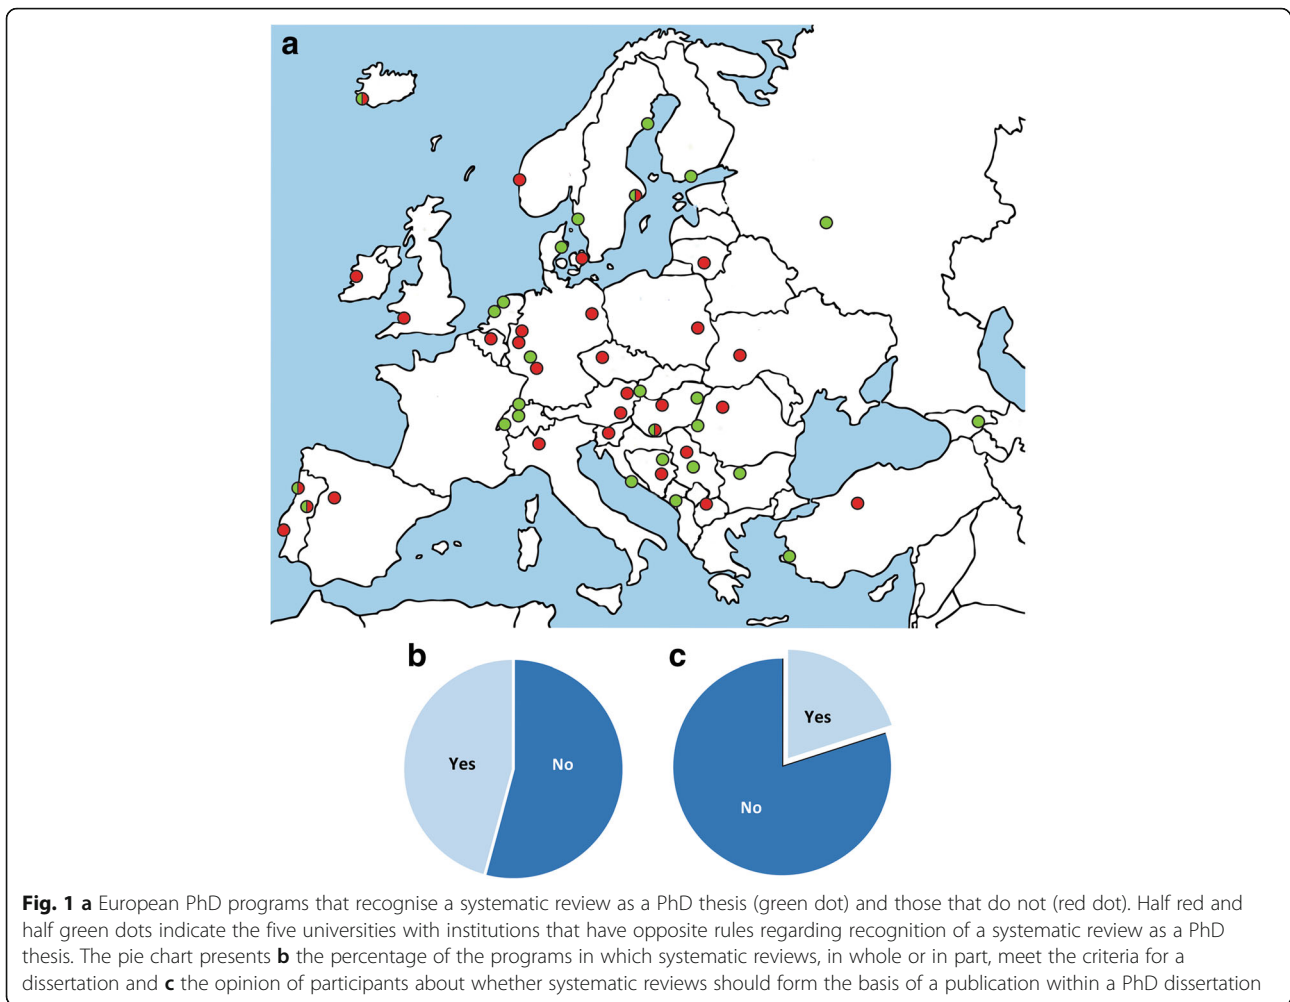 a
b
c
Yes
No
Yes
No
Fig. 1 a European PhD programs that recognise a systematic review as a PhD thesis (green dot) and those that do not (red dot). Half red and
half green dots indicate the five universities with institutions that have opposite rules regarding recognition of a systematic review as a PhD
thesis. The pie chart presents b the percentage of the programs in which systematic reviews, in whole or in part, meet the criteria for a
dissertation and c the opinion of participants about whether systematic reviews should form the basis of a publication within a PhD dissertation